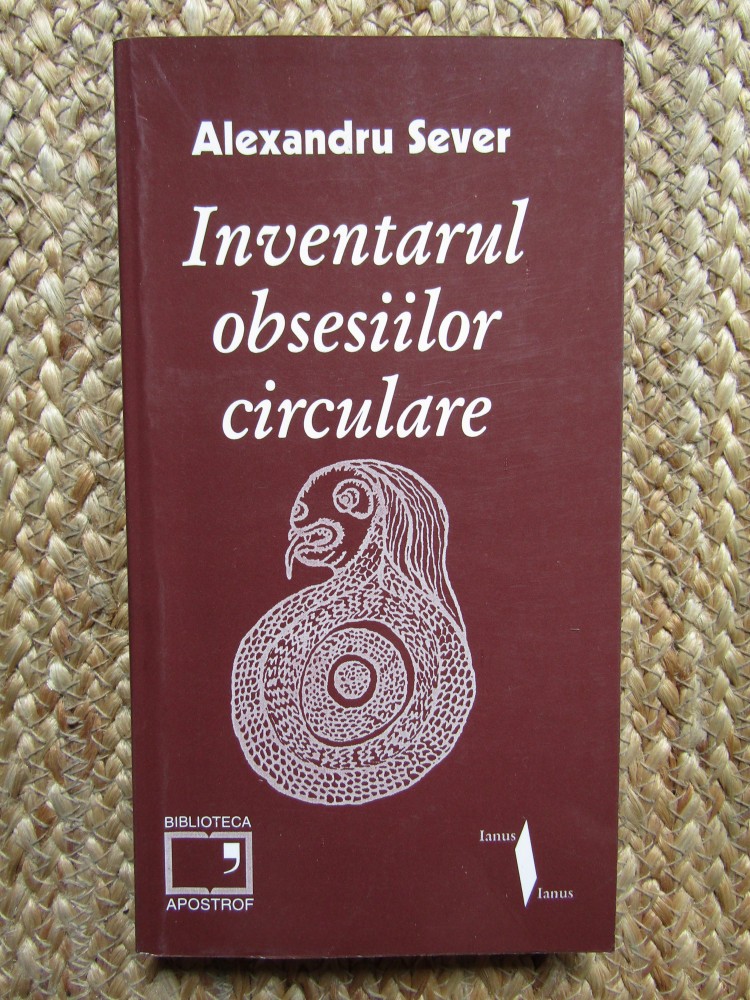 Alexandru Sever
Inventarul
obsesiilor
circulare
BIBLIOTECA
,
APOSTROF
Ianus
Ianus